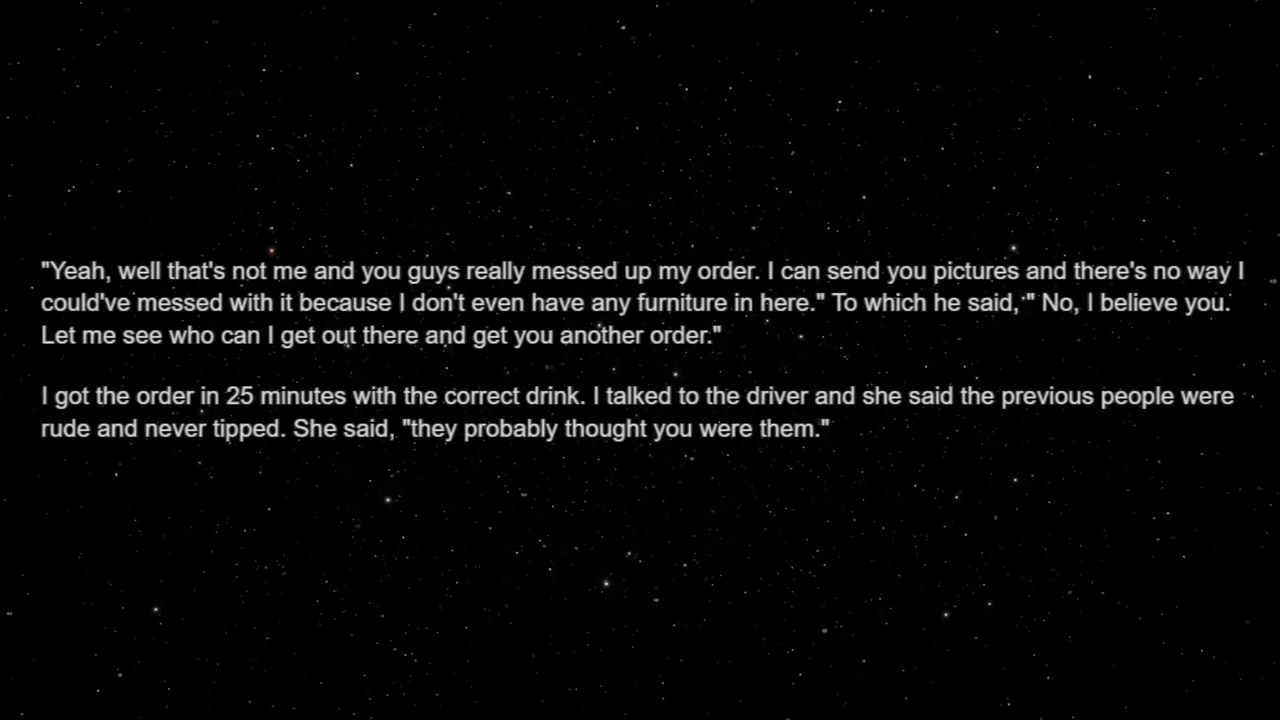 "Yeah, well that's not me and you guys really messed up my order. I can send you pictures and there's no way I
could've messed with it because I don't even have any furniture in here." To which he said, " No, I believe you.
Let me see who can I get out there and get you another order."
I got the order in 25 minutes with the correct drink. I talked to the driver and she said the previous people were
rude and never tipped. She said, "they probably thought you were them."